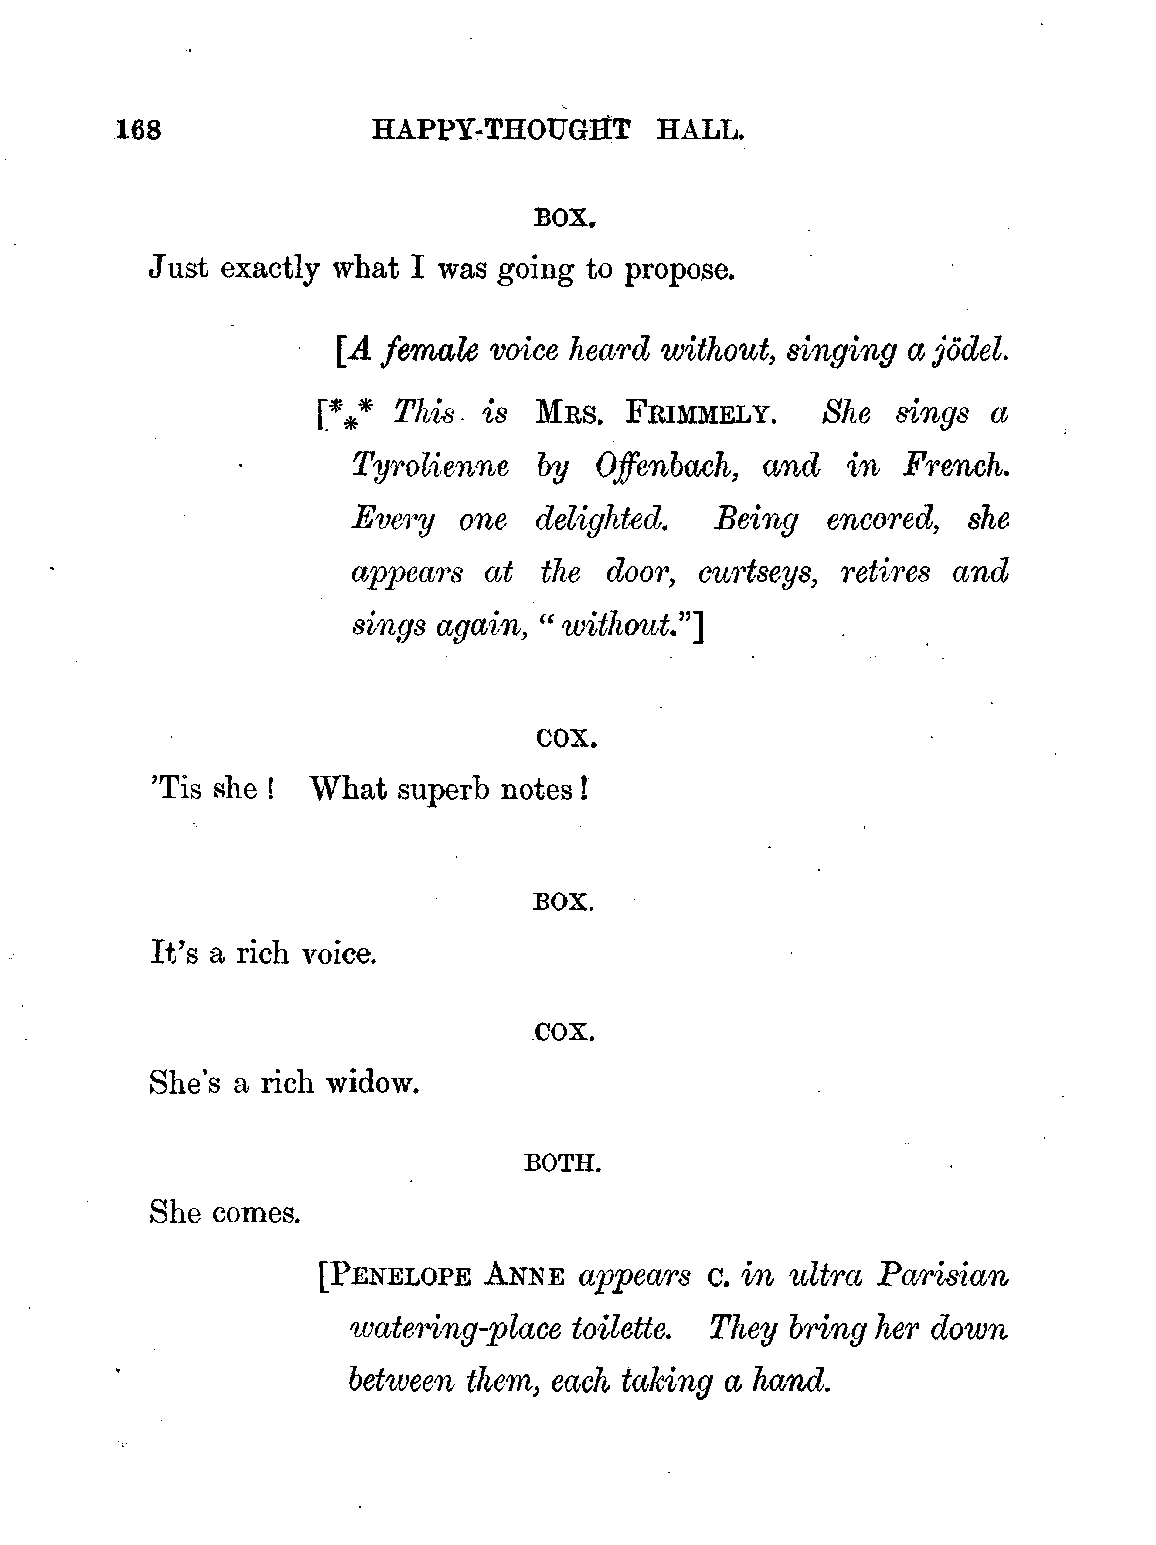 168 HAPPY-THOUGHT HALL.
BOX.
Just exactly what I was going to propose.
[A female voice heard without, singing a jödel.
[*⁎* This is MRS. FRIMMELY. She sings a
Tyrolienne by Offenbach, and in French.
Every one delighted. Being encored, she
appears at the door, curtseys, retires and
sings again, “without.”]
COX.
’Tis she! What superb notes!
BOX.
It’s a rich voice.
COX.
She’s a rich widow.
BOTH.
She comes.
[PENELOPE ANNE appears C. in ultra Parisian
watering-place toilette. They bring her down
between them, each taking a hand.